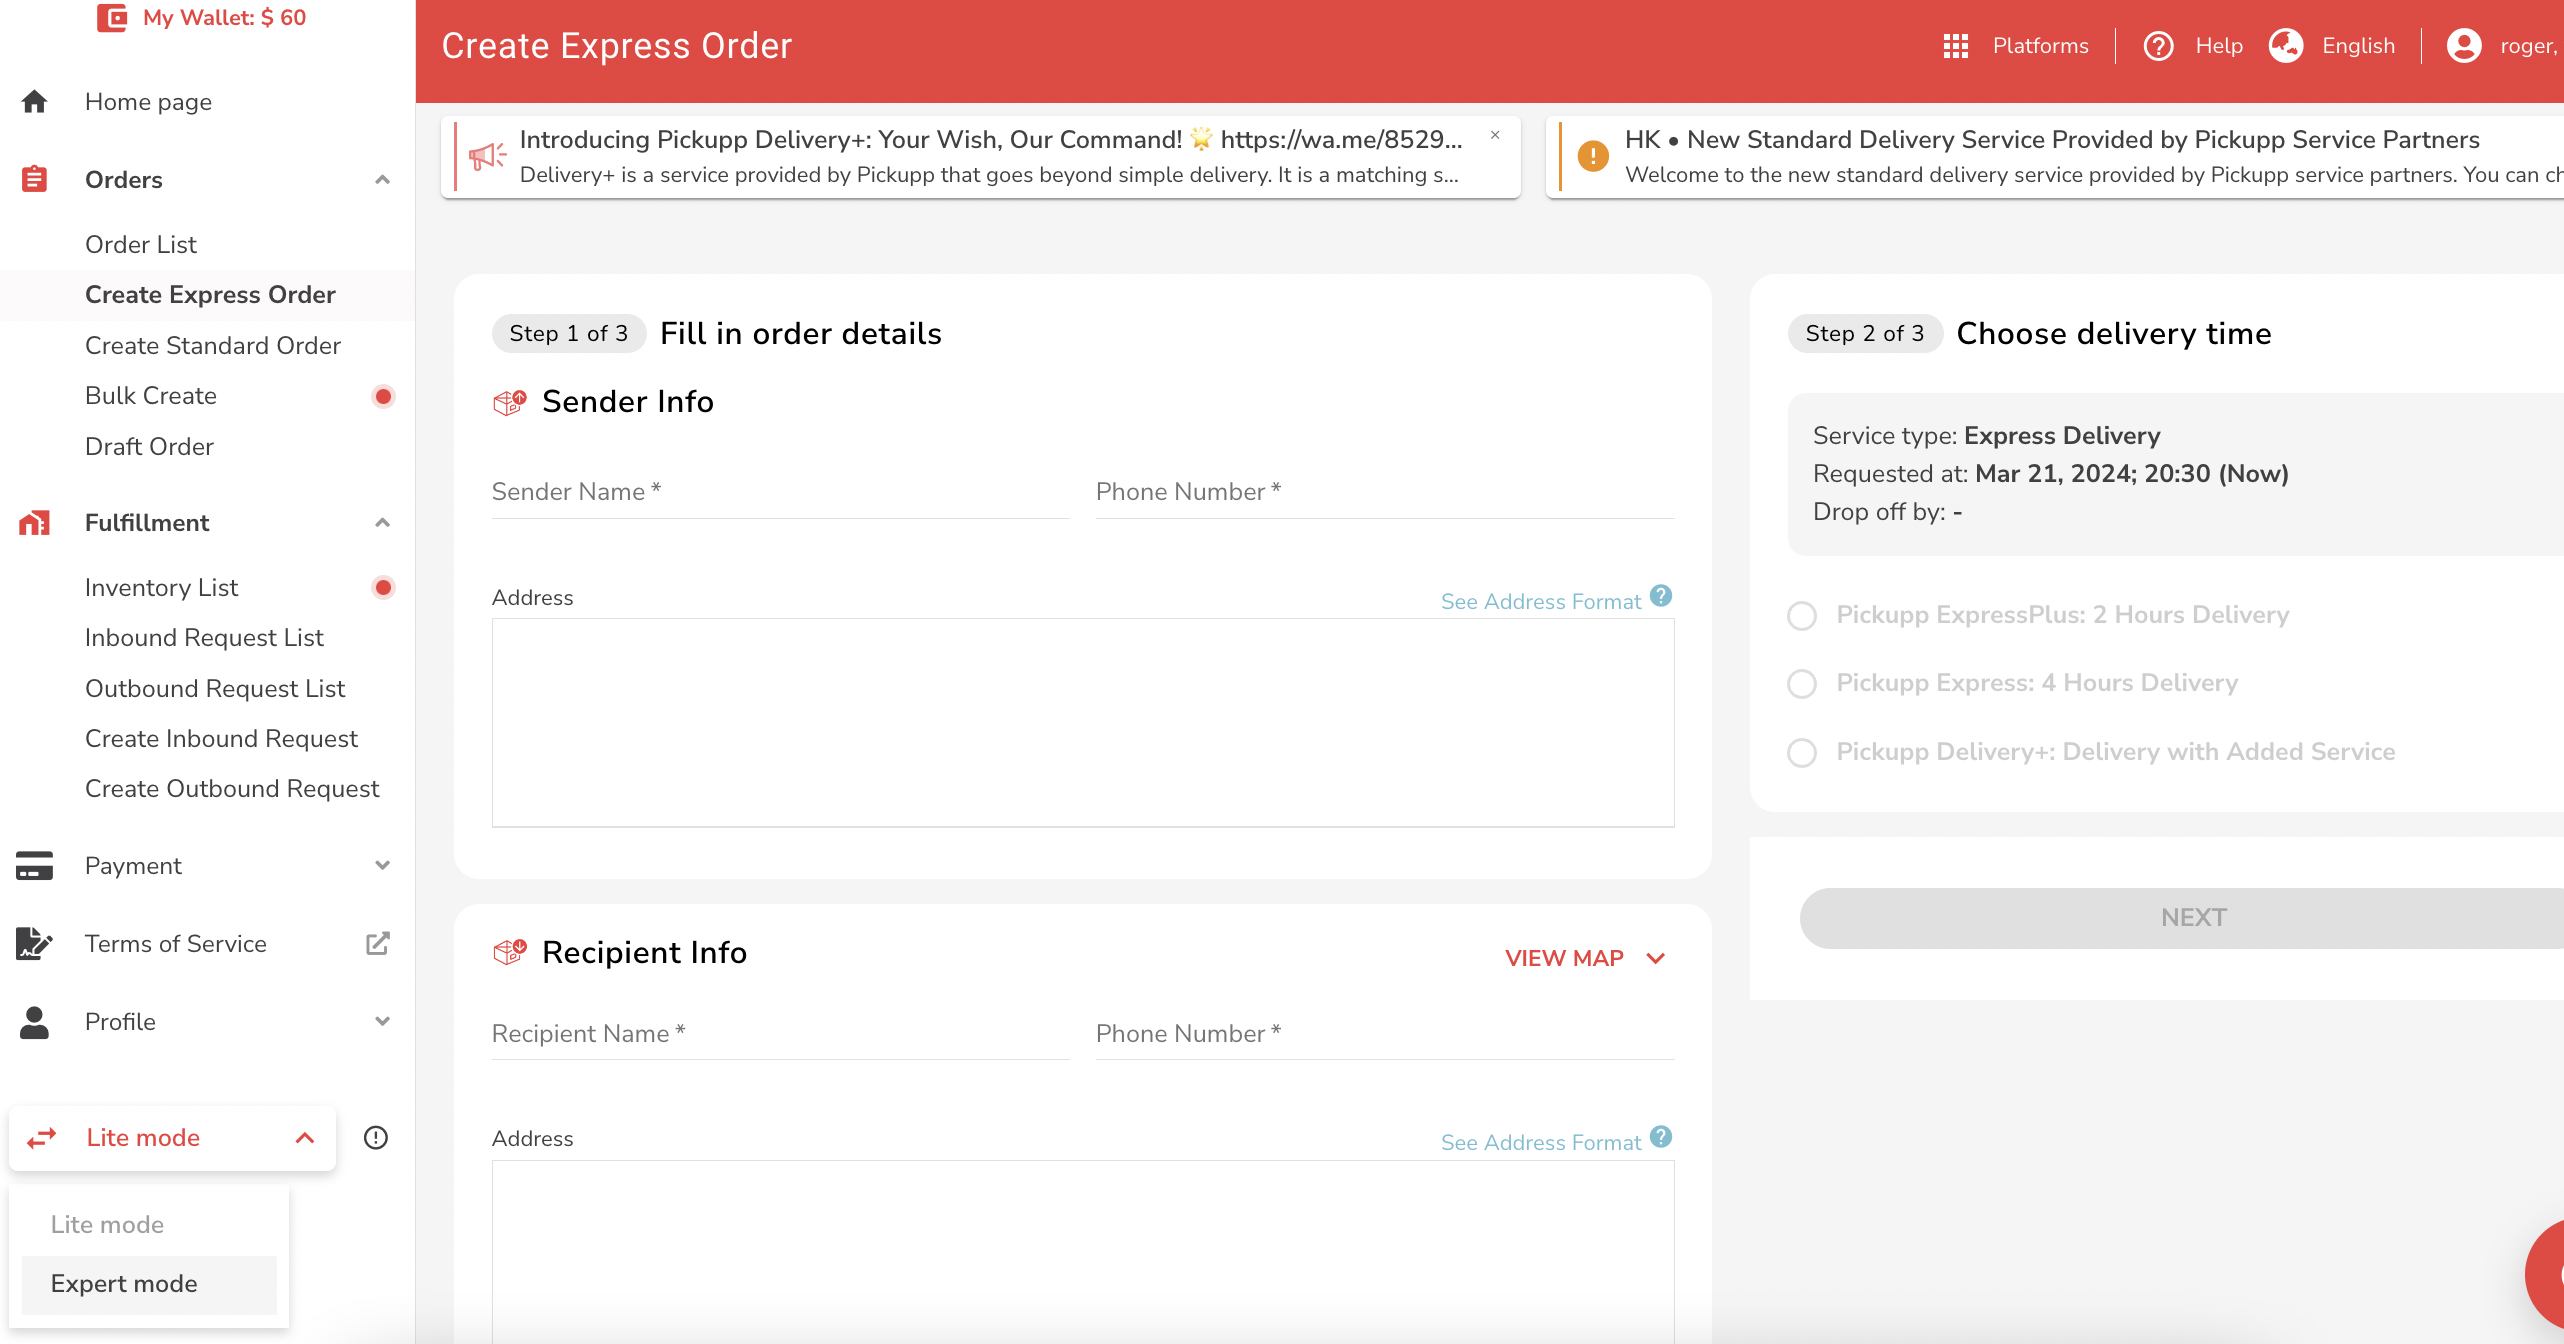 My Wallet: $ 60
Home page
Orders
Order List
Create Express Order
Create Standard Order
Bulk Create
Draft Order
Fulfillment
Inventory List
Inbound Request List
Outbound Request List
Create Inbound Request
Create Outbound Request
Payment
Terms of Service
Profile
Lite mode
Lite mode
Expert mode
Create Express Order
Platforms
Help
English
roger,
Introducing Pickupp Delivery+: Your Wish, Our Command! 🌟 https://wa.me/8529...
Delivery+ is a service provided by Pickupp that goes beyond simple delivery. It is a matching s...
HK • New Standard Delivery Service Provided by Pickupp Service Partners
Welcome to the new standard delivery service provided by Pickupp service partners. You can
Step 1 of 3 Fill in order details
Sender Info
Sender Name * Phone Number *
Address See Address Format
Recipient Info VIEW MAP
Recipient Name * Phone Number *
Address See Address Format
Step 2 of 3 Choose delivery time
Service type: Express Delivery
Requested at: Mar 21, 2024; 20:30 (Now)
Drop off by: -
Pickupp ExpressPlus: 2 Hours Delivery
Pickupp Express: 4 Hours Delivery
Pickupp Delivery+: Delivery with Added Service
NEXT